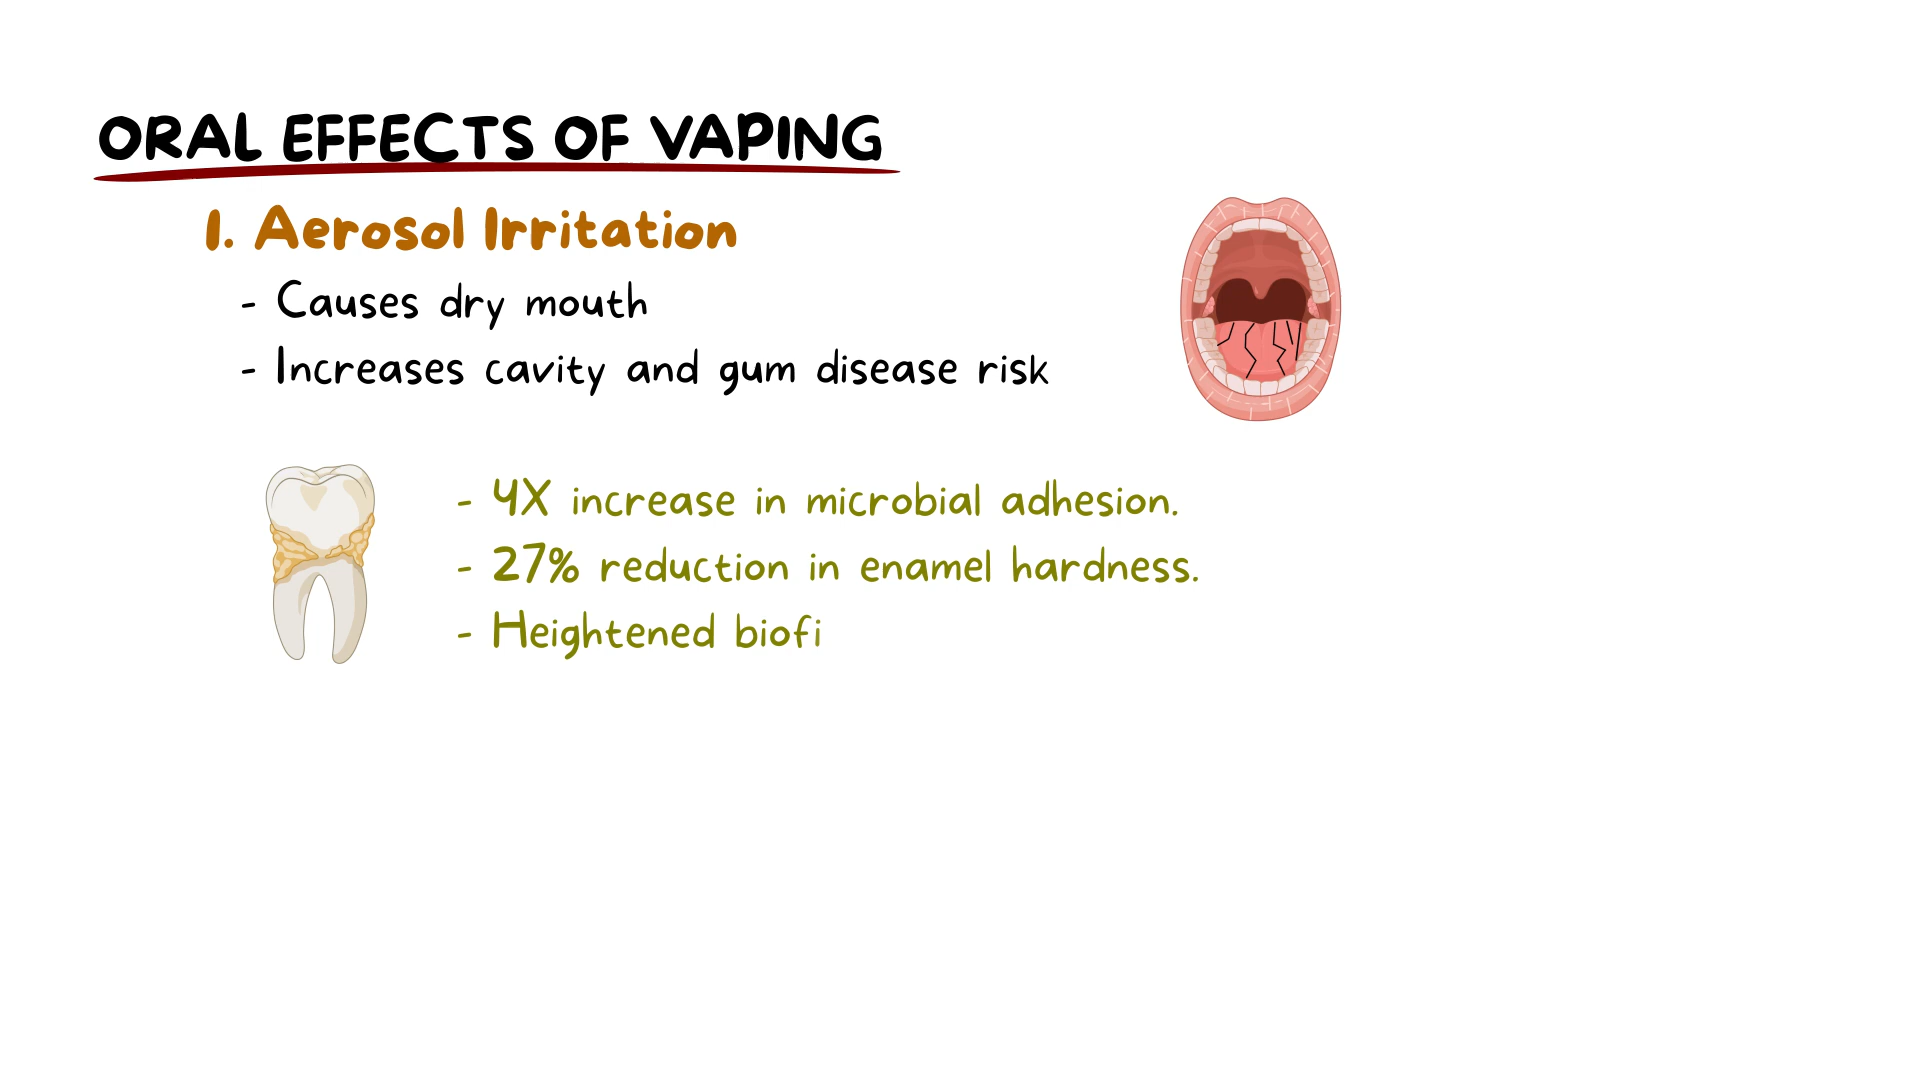 ORAL EFFECTS OF VAPING
1. Aerosol Irritation
- Causes dry mouth
- Increases cavity and gum disease risk
- 4X increase in microbial adhesion.
- 27% reduction in enamel hardness.
- Heightened biofi